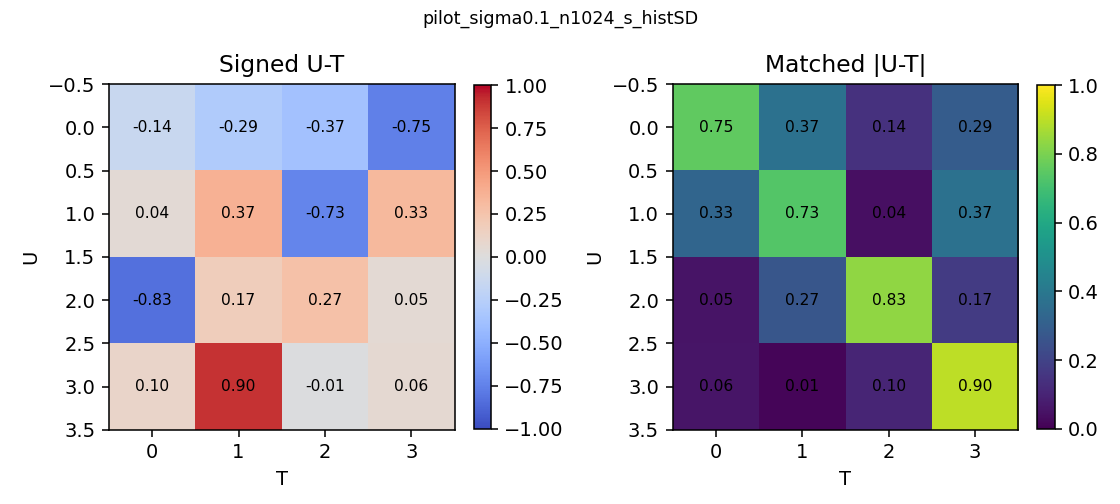 pilot_sigma0.1_n1024_s_histSD
Signed U-T
−0.5
0.0
0.5
1.0
1.5
2.0
2.5
3.0
3.5
U
-0.14 -0.29 -0.37 -0.75
0.04 0.37 -0.73 0.33
-0.83 0.17 0.27 0.05
0.10 0.90 -0.01 0.06
0 1 2 3
T
1.00
0.75
0.50
0.25
0.00
−0.25
−0.50
−0.75
−1.00
Matched |U-T|
−0.5
0.0
0.5
1.0
1.5
2.0
2.5
3.0
3.5
U
0.75 0.37 0.14 0.29
0.33 0.73 0.04 0.37
0.05 0.27 0.83 0.17
0.06 0.01 0.10 0.90
0 1 2 3
T
1.0
0.8
0.6
0.4
0.2
0.0